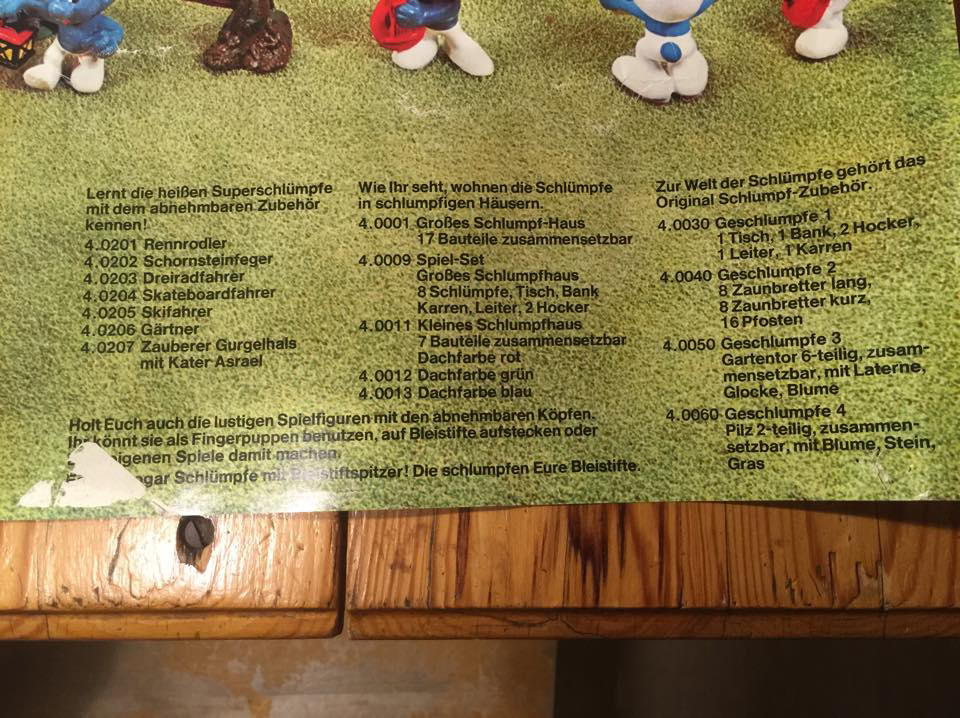 Lernt die heißen Superschlümpfe
mit dem abnehmbaren Zubehör
kennen!
4.0201 Rennrodler
4.0202 Schornsteinfeger
4.0203 Dreiradfahrer
4.0204 Skateboardfahrer
4.0205 Skifahrer
4.0206 Gärtner
4.0207 Zauberer Gurgelhals
mit Kater Asrael
Wie Ihr seht, wohnen die Schlümpfe
in schlumpfigen Häusern.
4.0001 Großes Schlumpf-Haus
17 Bauteile zusammensetzbar
4.0009 Spiel-Set
Großes Schlumpfhaus
8 Schlümpfe, Tisch, Bank
Karren, Leiter, 2 Hocker
4.0011 Kleines Schlumpfhaus
7 Bauteile zusammensetzbar
Dachfarbe rot
4.0012 Dachfarbe grün
4.0013 Dachfarbe blau
Zur Welt der Schlümpfe gehört das
Original Schlumpf-Zubehör.
4.0030 Geschlumpfe 1
1 Tisch, 1 Bank, 2 Hocker,
1 Leiter, 1 Karren
4.0040 Geschlumpfe 2
8 Zaunbretter lang,
8 Zaunbretter kurz,
16 Pfosten
4.0050 Geschlumpfe 3
Gartentor 6-teilig, zusam-
mensetzbar, mit Laterne,
Glocke, Blume
4.0060 Geschlumpfe 4
Pilz 2-teilig, zusammen-
setzbar, mit Blume, Stein,
Gras
Holt Euch auch die lustigen Spielfiguren mit den abnehmbaren Köpfen.
Ihr könnt sie als Fingerpuppen benutzen, auf Bleistifte aufstecken oder
eigenen Spiele damit machen.
Schlümpfe mit Bleistiftspitzer! Die schlumpfen Eure Bleistifte.